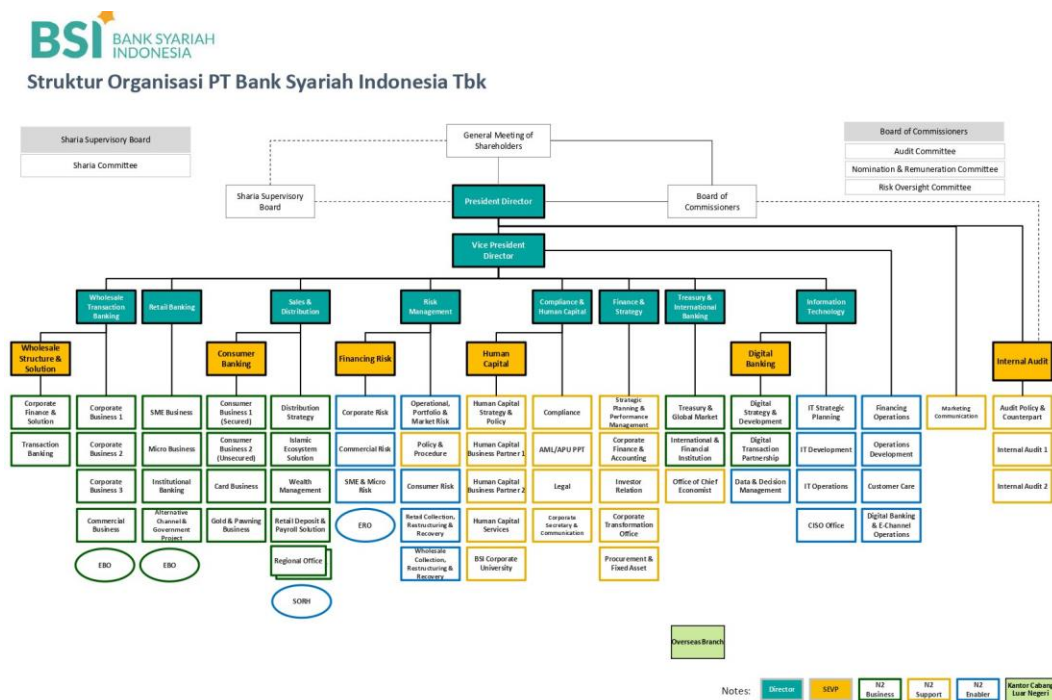 BSI BANK SYARIAH
INDONESIA
Struktur Organisasi PT Bank Syariah Indonesia Tbk
Sharia Supervisory Board
Sharia Committee
General Meeting of
Shareholders
Board of Commissioners
Audit Committee
Nomination & Remuneration Committee
Risk Oversight Committee
Sharia Supervisory
Board
President Director
Board of
Commissioners
Vice President
Director
Wholesale
Transaction
Banking
Retail Banking
Sales &
Distribution
Risk
Management
Compliance &
Human Capital
Finance &
Strategy
Treasury &
International
Banking
Information
Technology
Wholesale
Structure &
Solution
Consumer
Banking
Financing Risk
Human
Capital
Digital
Banking
Internal Audit
Corporate
Finance &
Solution
Corporate
Business 1
SME Business
Consumer
Business 1
(Secured)
Distribution
Strategy
Corporate Risk
Operational,
Portfolio &
Market Risk
Human Capital
Strategy &
Policy
Compliance
Strategic
Planning &
Performance
Management
Treasury &
Global Market
Digital
Strategy &
Development
IT Strategic
Planning
Financing
Operations
Marketing
Communication
Audit Policy &
Counterpart
Transaction
Banking
Corporate
Business 2
Micro Business
Consumer
Business 2
(Unsecured)
Islamic
Ecosystem
Solution
Commercial Risk
Policy &
Procedure
Human Capital
Business Partner 1
AML/APU PPT
Corporate
Finance &
Accounting
International &
Financial
Institution
Digital
Transaction
Partnership
IT Development
Operations
Development
Internal Audit 1
Corporate
Business 3
Institutional
Banking
Card Business
Wealth
Management
SME & Micro
Risk
Consumer Risk
Human Capital
Business Partner 2
Legal
Investor
Relation
Office of Chief
Economist
Data & Decision
Management
IT Operations
Customer Care
Internal Audit 2
Commercial
Business
Alternative
Channel &
Government
Project
Gold & Pawning
Business
Retail Deposit &
Payroll Solution
ERO
Retail Collection,
Restructuring &
Recovery
Human Capital
Services
Corporate
Secretary &
Communication
Corporate
Transformation
Office
CISO Office
Digital Banking
& E-Channel
Operations
EBO
EBO
Regional Office
Wholesale
Collection,
Restructuring &
Recovery
BSI Corporate
University
Procurement &
Fixed Asset
SORH
Overseas Branch
Notes:
Director
SEVP
N2
Business
N2
Support
N2
Enabler
Kantor Cabang
Luar Negeri